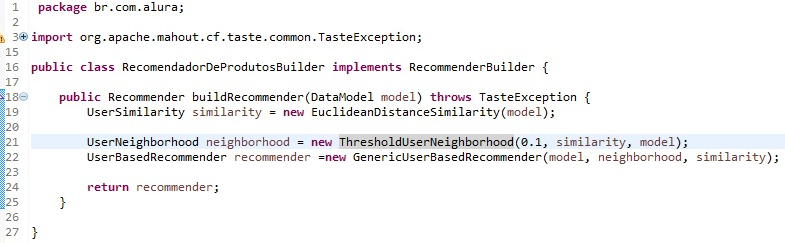 1 package br.com.alura;
2
3 import org.apache.mahout.cf.taste.common.TasteException;
15
16 public class RecomendadorDeProdutosBuilder implements RecommenderBuilder {
17
18 public Recommender buildRecommender(DataModel model) throws TasteException {
19 UserSimilarity similarity = new EuclideanDistanceSimilarity(model);
20
21 UserNeighborhood neighborhood = new ThresholdUserNeighborhood(0.1, similarity, model);
22 UserBasedRecommender recommender =new GenericUserBasedRecommender(model, neighborhood, similarity);
23
24 return recommender;
25 }
26
27 }